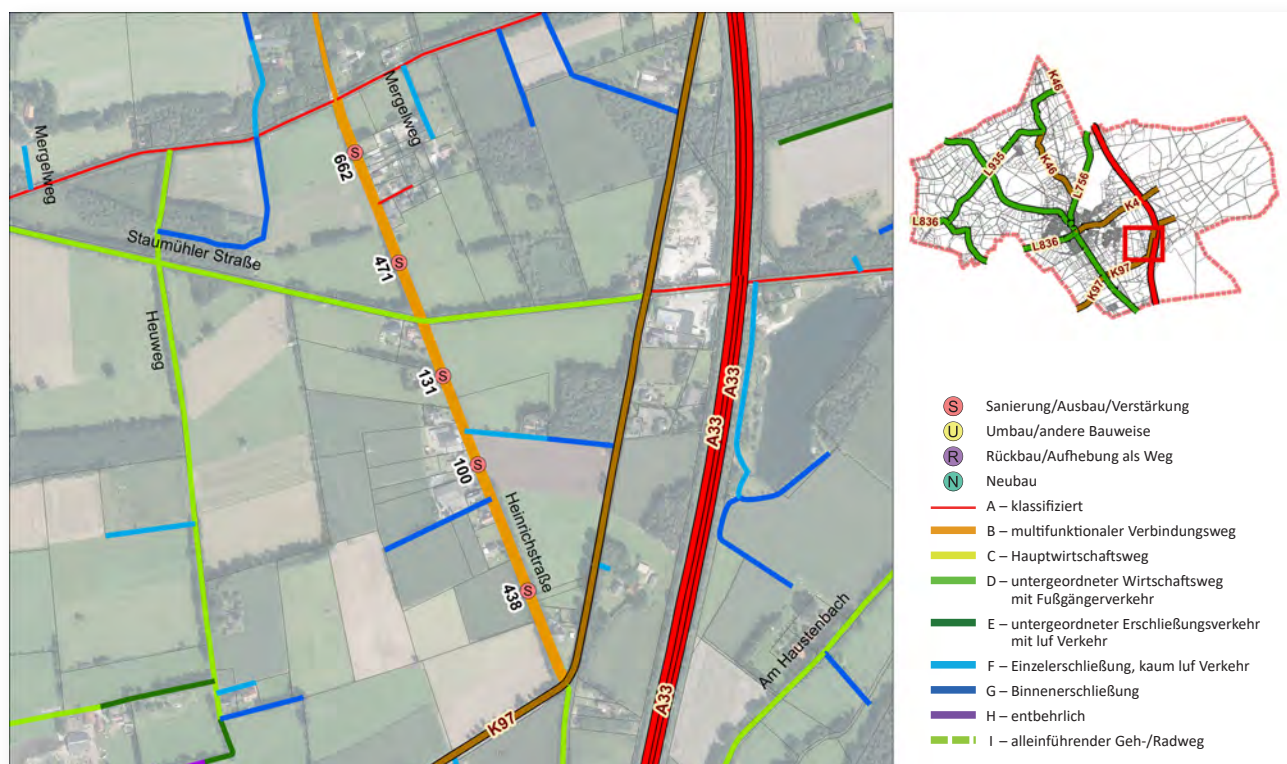 Mergelweg
Mergelweg
S
662
S
471
Staumühler Straße
Heuweg
S
131
A33
A33
S
100
Heinrichstraße
S
438
Am Haustenbach
A33
K97
K46
L935
K46
L756
K4
L836
L836
K97
K97
S Sanierung/Ausbau/Verstärkung
U Umbau/andere Bauweise
R Rückbau/Aufhebung als Weg
N Neubau
A – klassifiziert
B – multifunktionaler Verbindungsweg
C – Hauptwirtschaftsweg
D – untergeordneter Wirtschaftsweg
mit Fußgängerverkehr
E – untergeordneter Erschließungsverkehr
mit luf Verkehr
F – Einzelerschließung, kaum luf Verkehr
G – Binnenerschließung
H – entbehrlich
I – alleinführender Geh-/Radweg